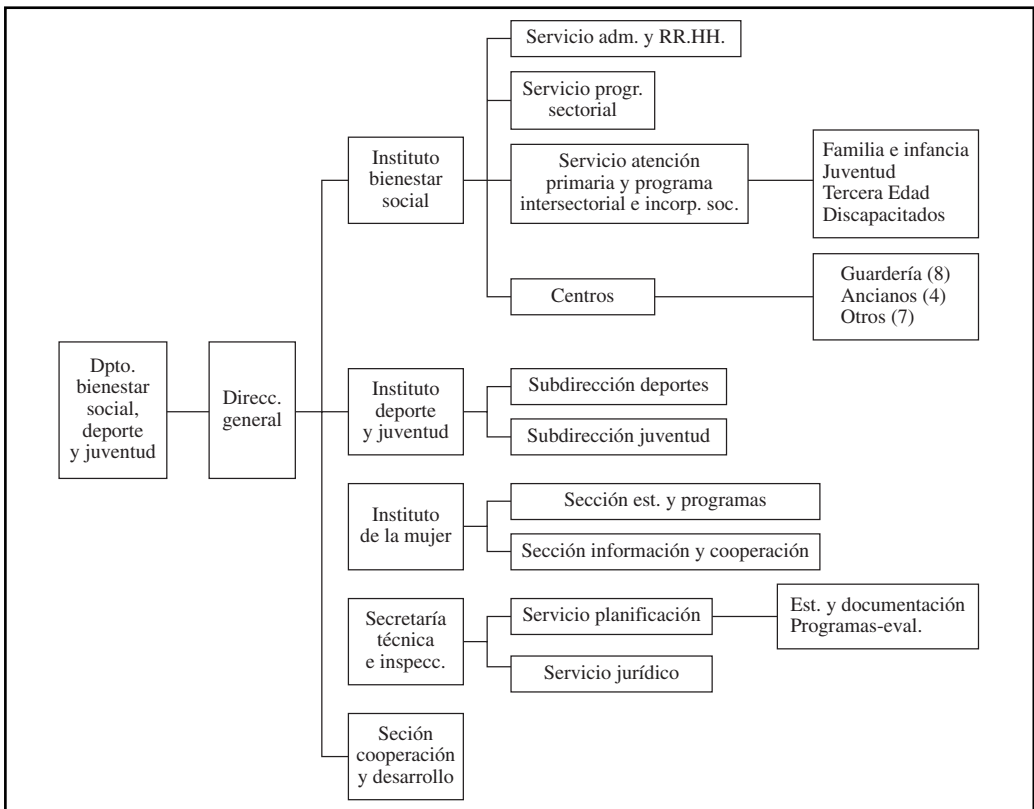 Servicio adm. y RR.HH.
Servicio progr.
sectorial
Instituto
bienestar
social
Servicio atención
primaria y programa
intersectorial e incorp. soc.
Familia e infancia
Juventud
Tercera Edad
Discapacitados
Centros
Guardería (8)
Ancianos (4)
Otros (7)
Dpto.
bienestar
social,
deporte
y juventud
Direcc.
general
Instituto
deporte
y juventud
Subdirección deportes
Subdirección juventud
Instituto
de la mujer
Sección est. y programas
Sección información y cooperación
Secretaría
técnica
e inspecc.
Servicio planificación
Est. y documentación
Programas-eval.
Servicio jurídico
Seción
cooperación
y desarrollo